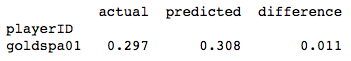 actual predicted difference
playerID
goldspa01 0.297 0.308 0.011